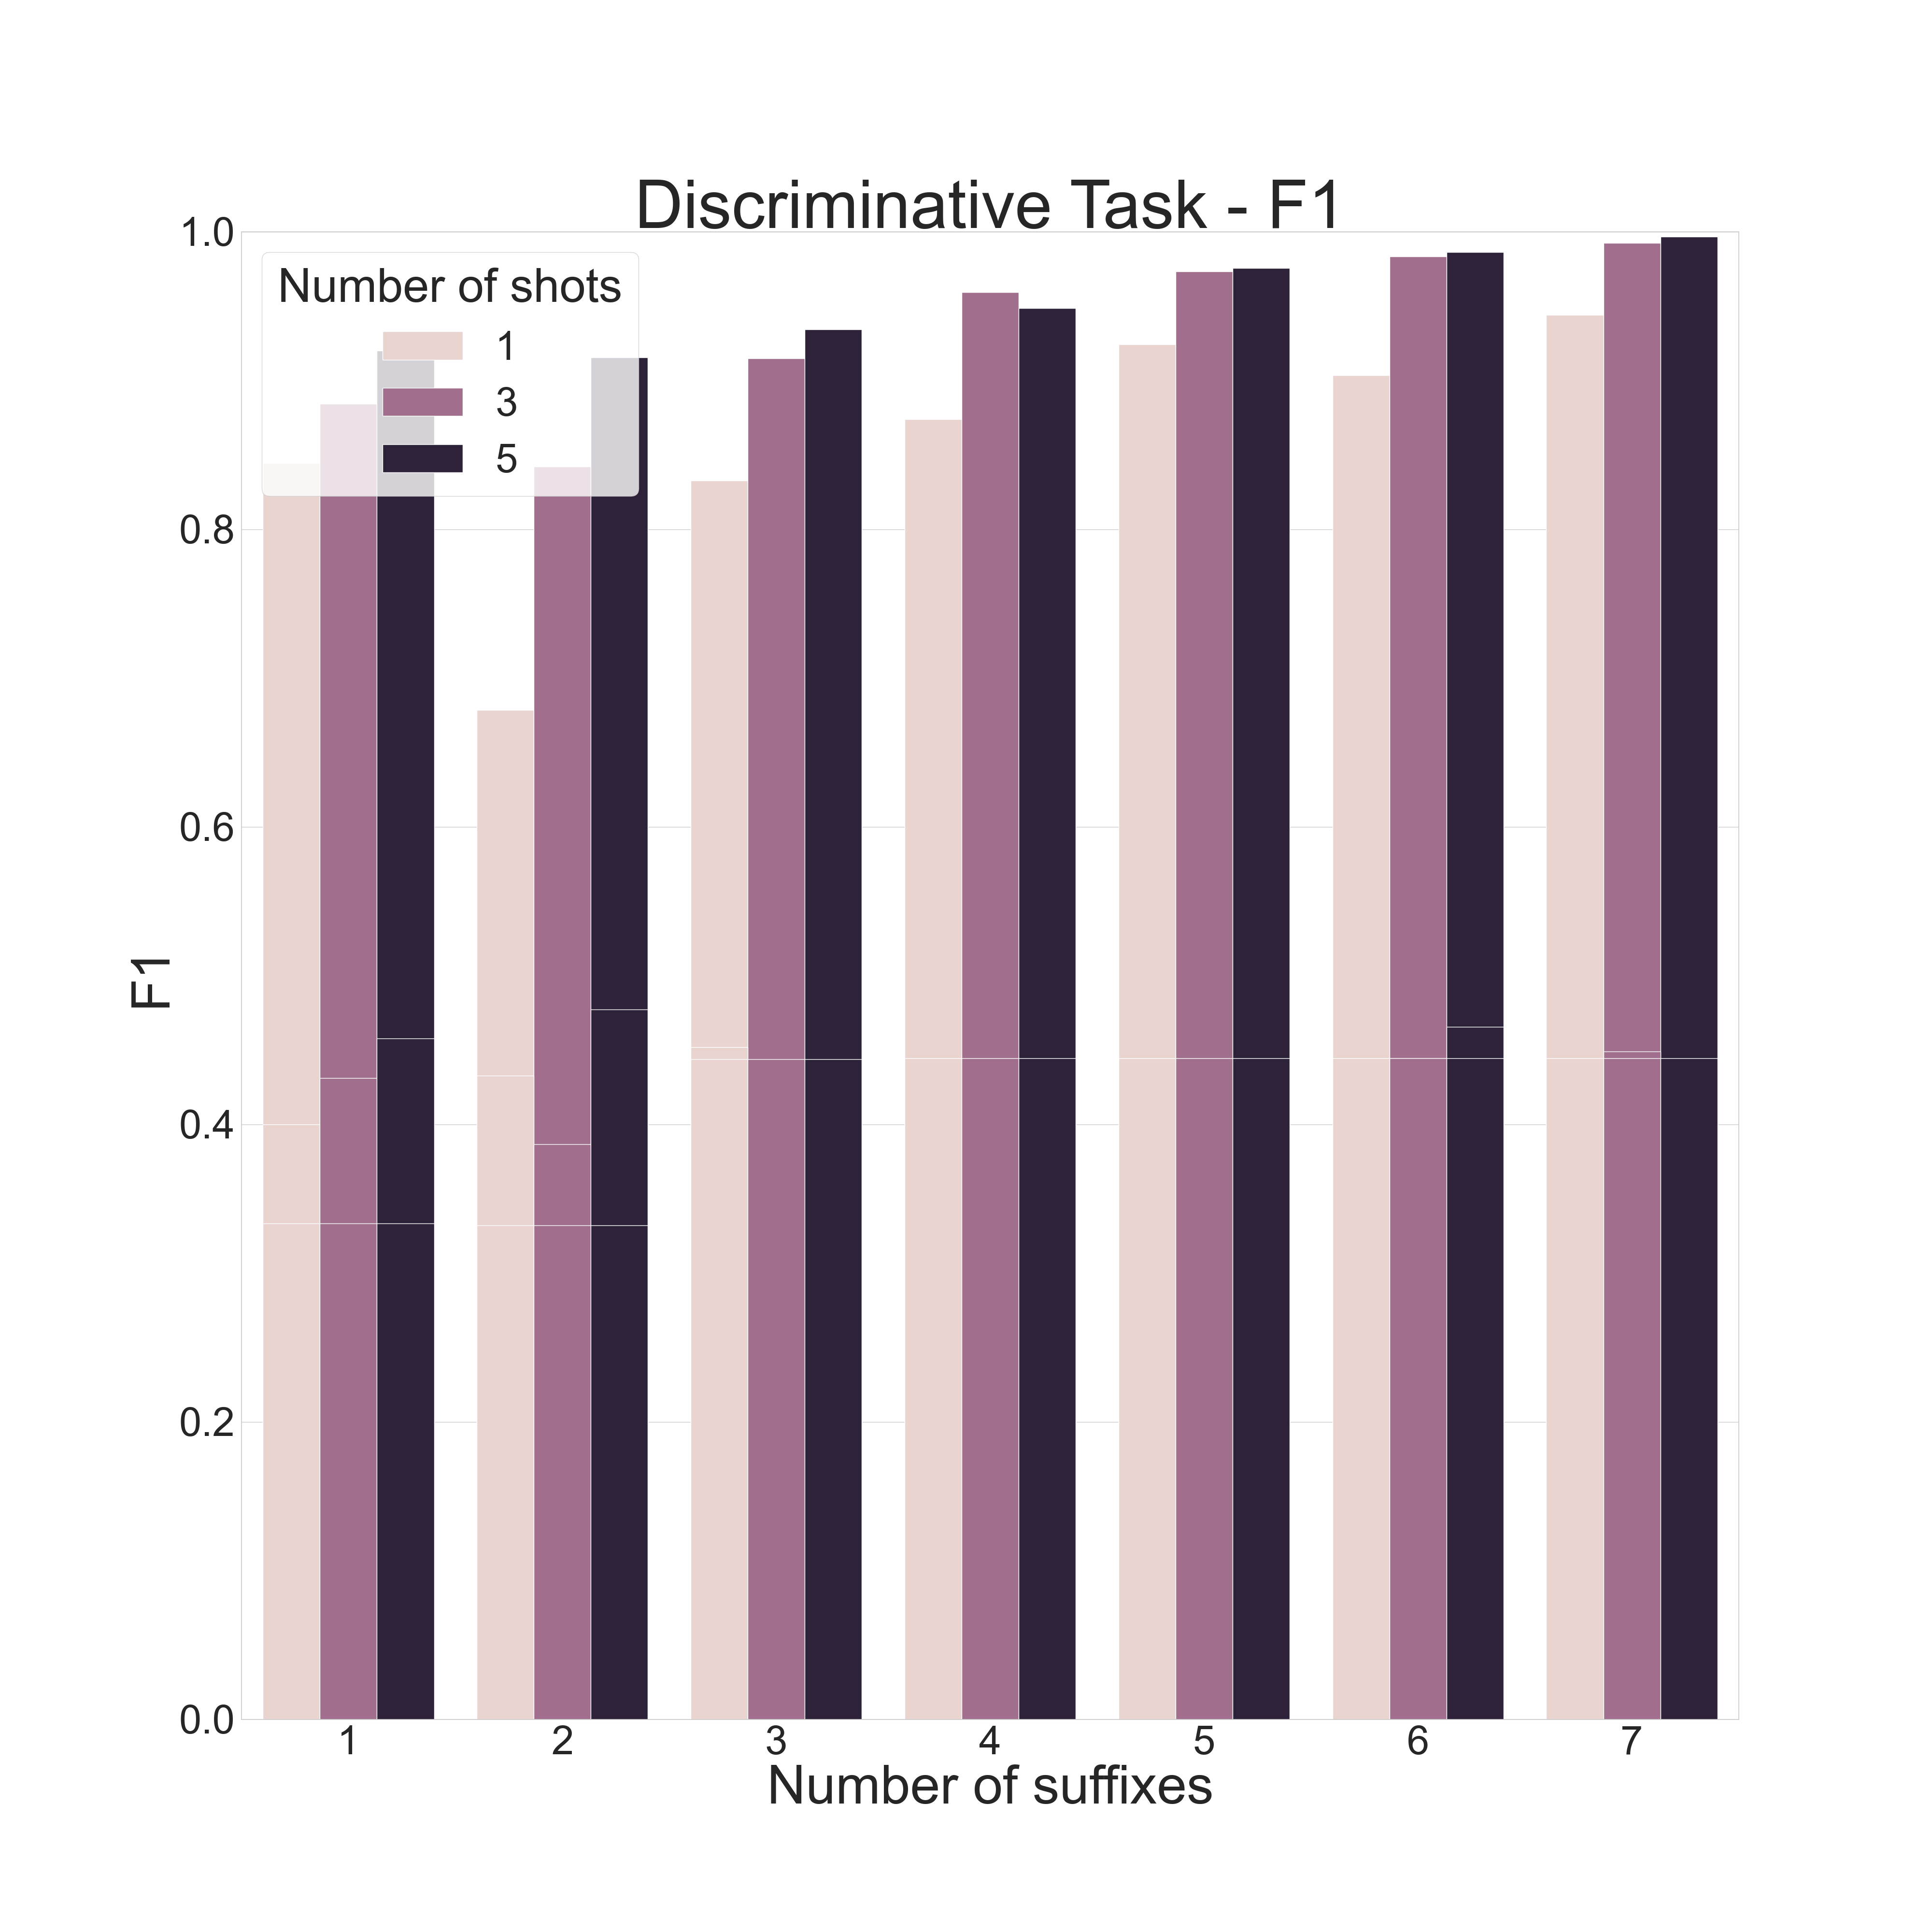 Discriminative Task - F1
1.0
0.8
0.6
0.4
0.2
0.0
F1
Number of shots
1
3
5
1 2 3 4 5 6 7
Number of suffixes